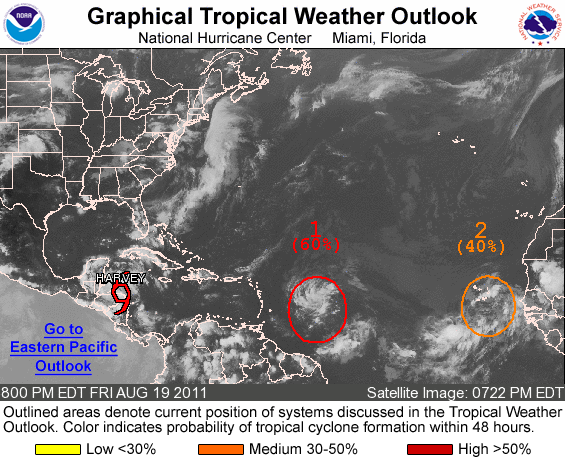 NOAA
Graphical Tropical Weather Outlook
National Hurricane Center Miami, Florida
1
(60%)
2
(40%)
HARVEY
Go to
Eastern Pacific
Outlook
800 PM EDT FRI AUG 19 2011
Satellite Image: 0722 PM EDT
Outlined areas denote current position of systems discussed in the Tropical Weather
Outlook. Color indicates probability of tropical cyclone formation within 48 hours.
Low <30% Medium 30-50% High >50%